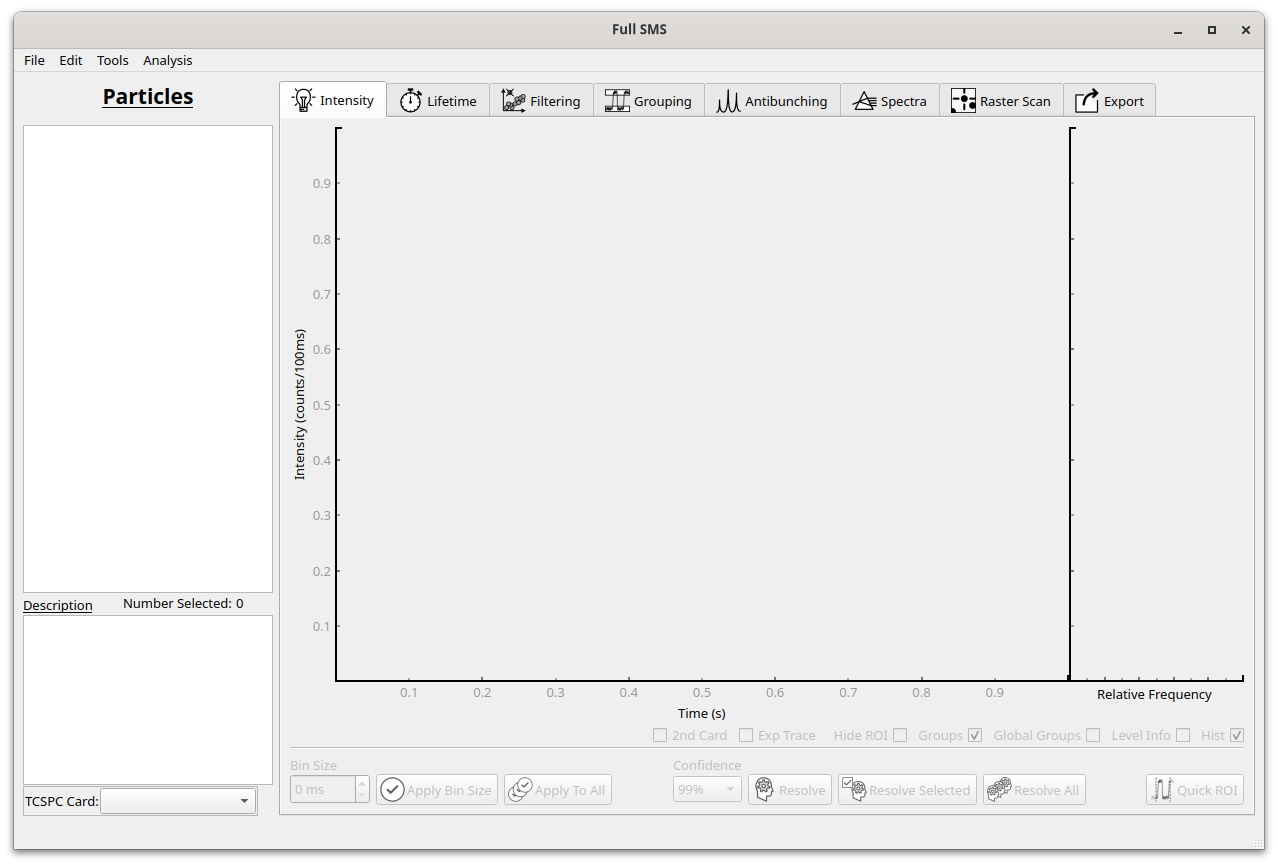 Full SMS
File Edit Tools Analysis
Particles
Intensity Lifetime Filtering Grouping Antibunching Spectra Raster Scan Export
0.9
0.8
0.7
0.6
0.5
0.4
0.3
0.2
0.1
Intensity (counts/100ms)
0.1 0.2 0.3 0.4 0.5 0.6 0.7 0.8 0.9
Time (s)
Relative Frequency
Description Number Selected: 0
TCSPC Card:
2nd Card Exp Trace Hide ROI Groups Global Groups Level Info Hist
Bin Size Confidence
0 ms Apply Bin Size Apply To All 99% Resolve Resolve Selected Resolve All Quick ROI